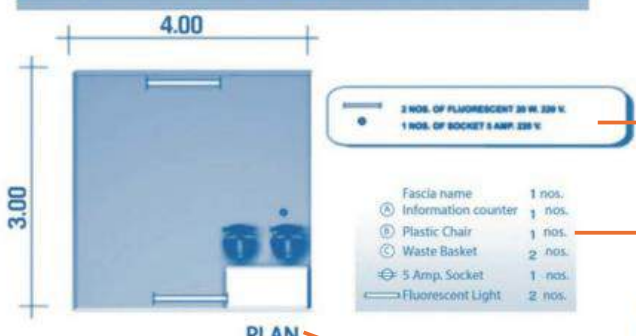 4.00
3.00
2 NOS. OF FLUORESCENT 20 W. 220 V.
1 NOS. OF SOCKET 5 AMP. 220 V.
Fascia name 1 nos.
A Information counter 1 nos.
B Plastic Chair 1 nos.
C Waste Basket 2 nos.
5 Amp. Socket 1 nos.
Fluorescent Light 2 nos.
PLAN